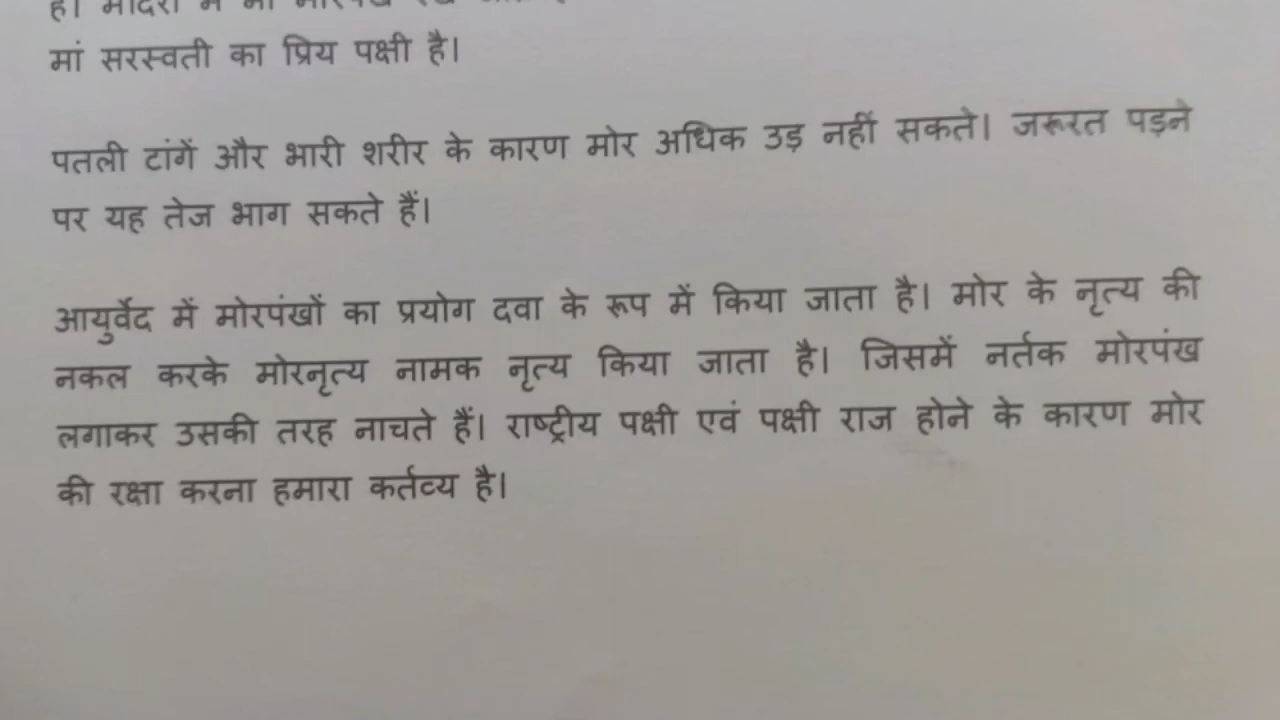 मां सरस्वती का प्रिय पक्षी है।
पतली टांगें और भारी शरीर के कारण मोर अधिक उड़ नहीं सकते। जरूरत पड़ने
पर यह तेज भाग सकते हैं।
आयुर्वेद में मोरपंखों का प्रयोग दवा के रूप में किया जाता है। मोर के नृत्य की
नकल करके मोरनृत्य नामक नृत्य किया जाता है। जिसमें नर्तक मोरपंख
लगाकर उसकी तरह नाचते हैं। राष्ट्रीय पक्षी एवं पक्षी राज होने के कारण मोर
की रक्षा करना हमारा कर्तव्य है।